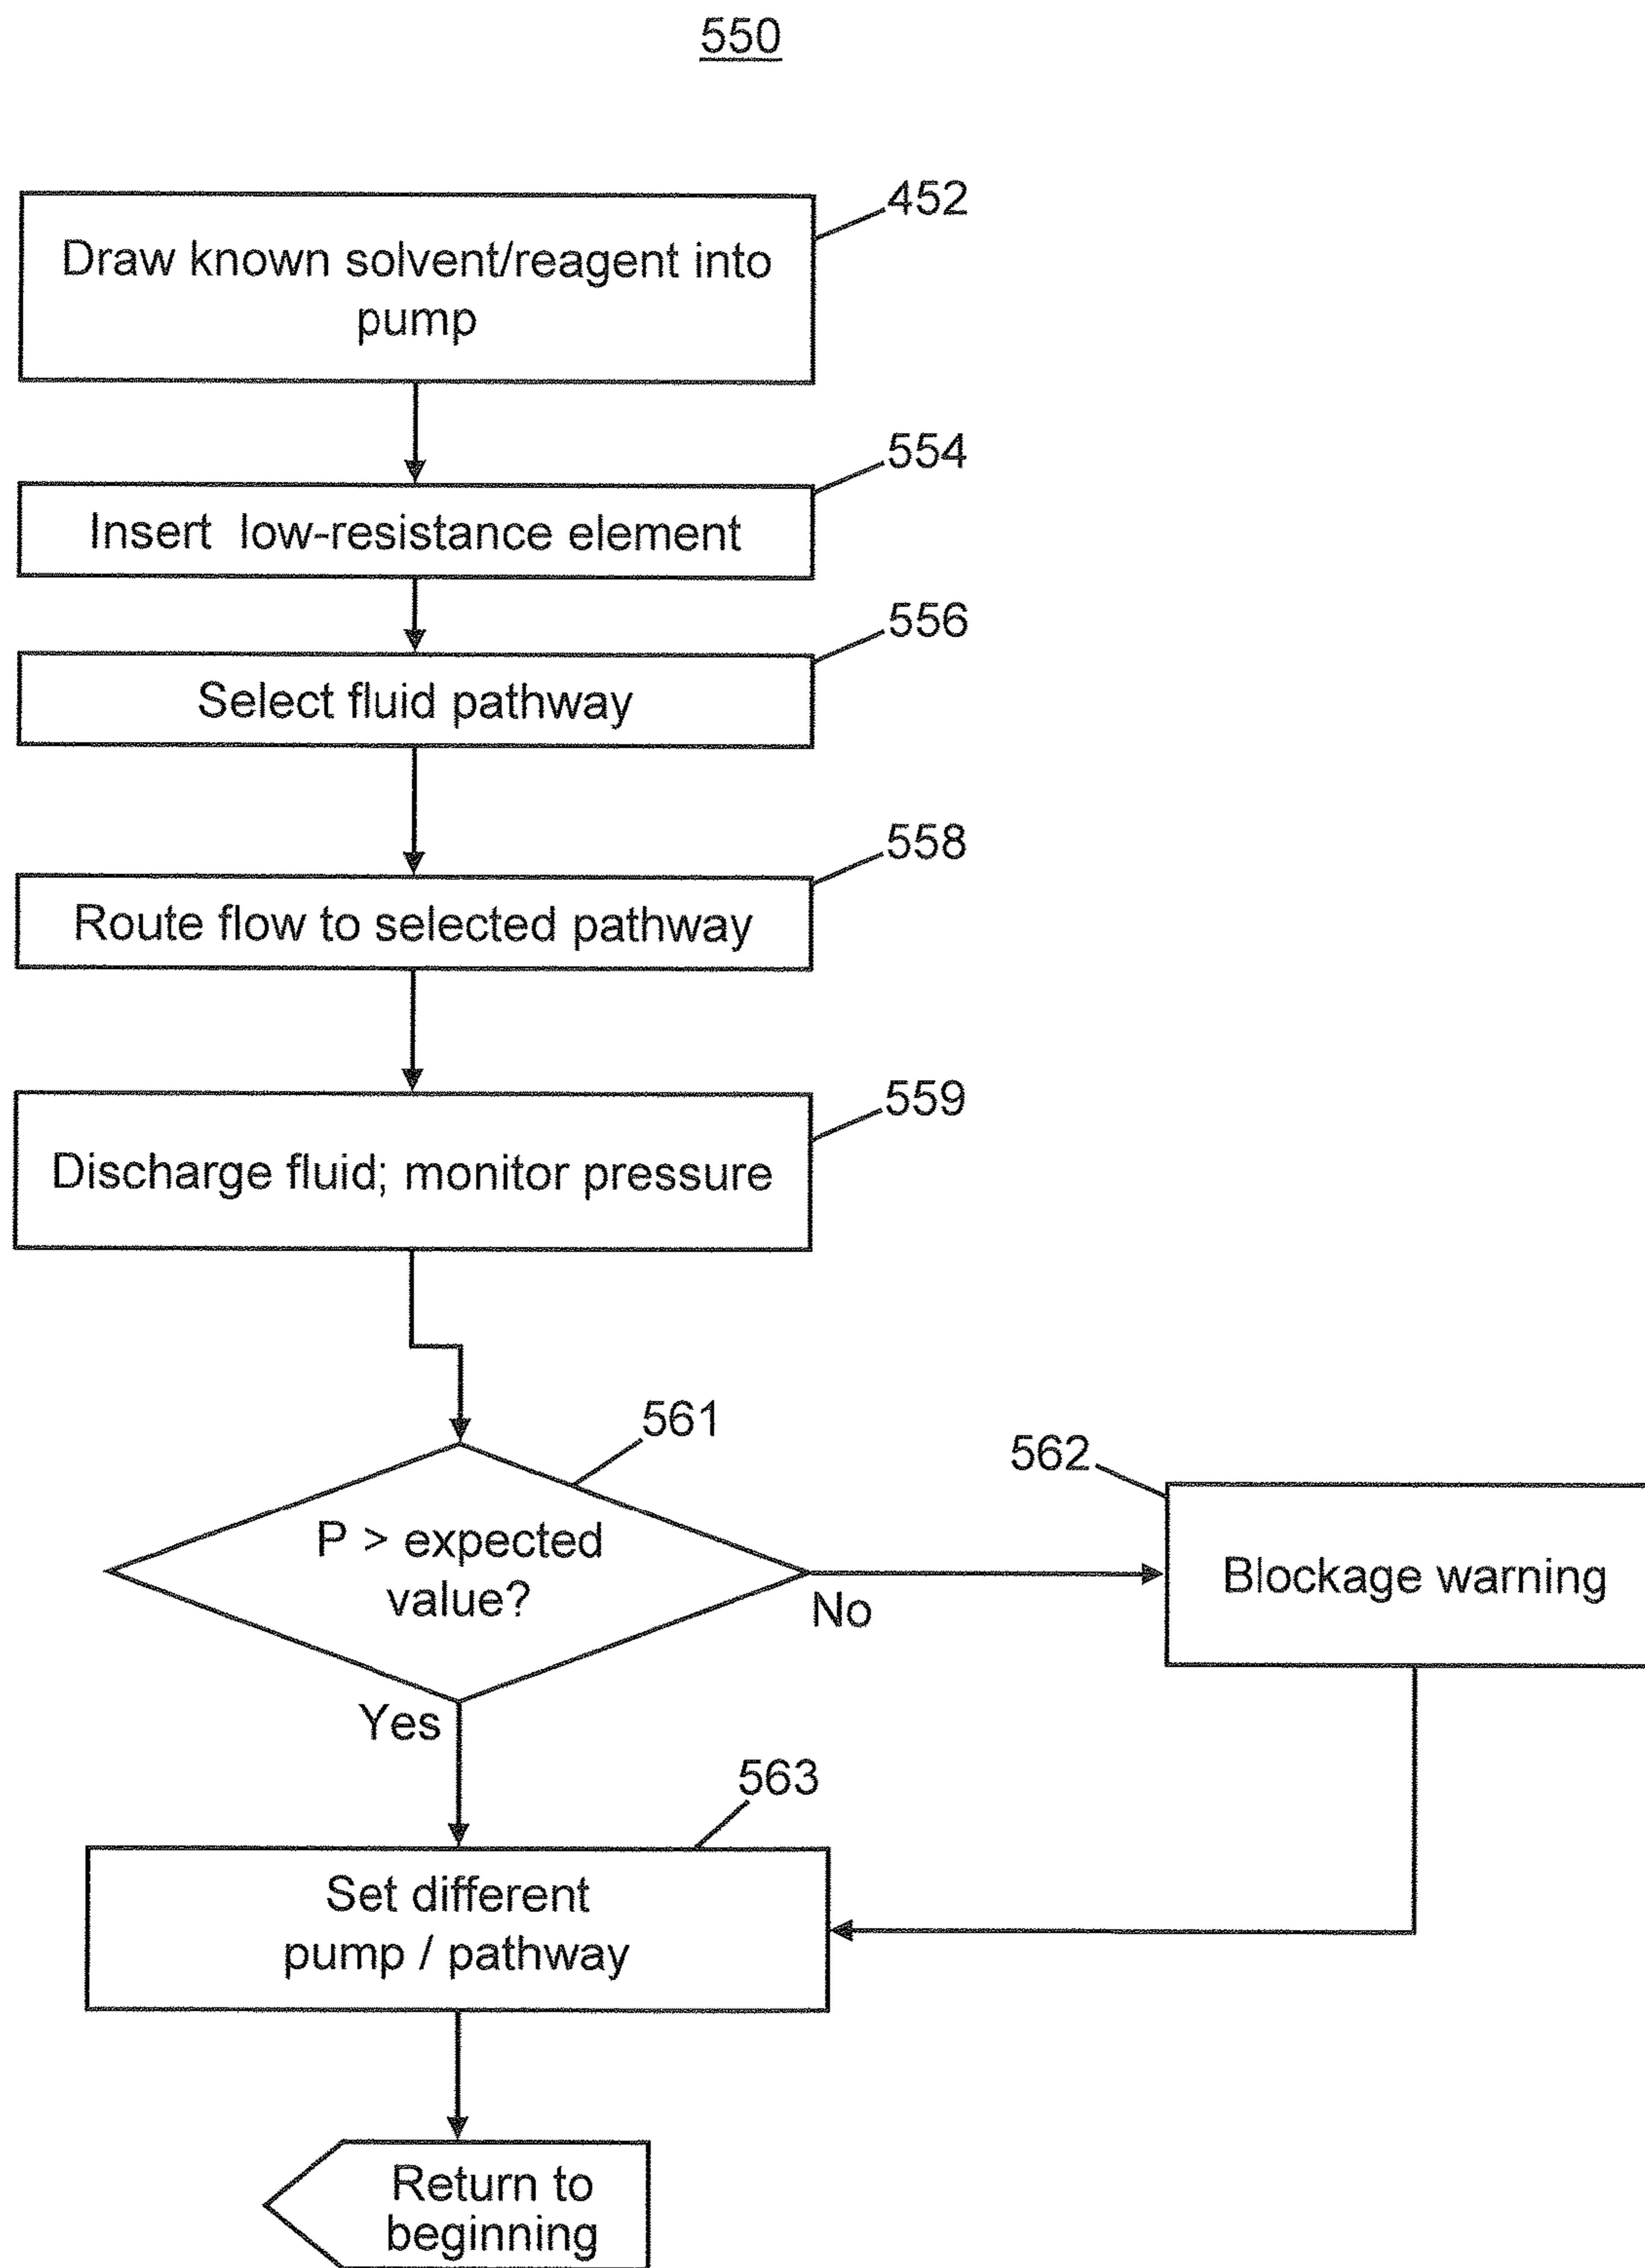 550
452
Draw known solvent/reagent into
pump
554
Insert low-resistance element
556
Select fluid pathway
558
Route flow to selected pathway
559
Discharge fluid; monitor pressure
561
P > expected
value?
No
562
Blockage warning
Yes
563
Set different
pump / pathway
Return to
beginning